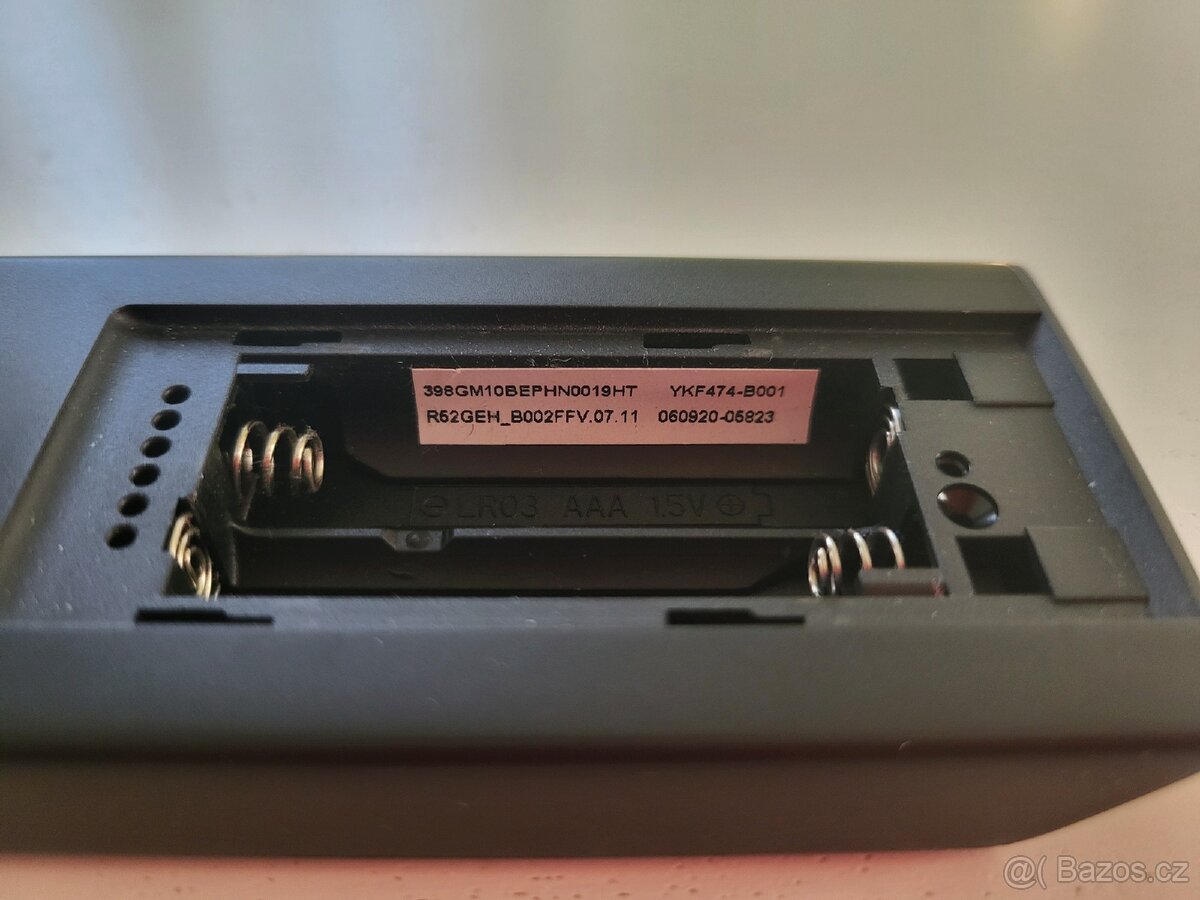 398GM10BEPHN0019HT YKF474-B001
R52GEH_B002FFV.07.11 060920-05823
⊖ LR03 AAA 1.5V ⊕
@( Bazos.cz